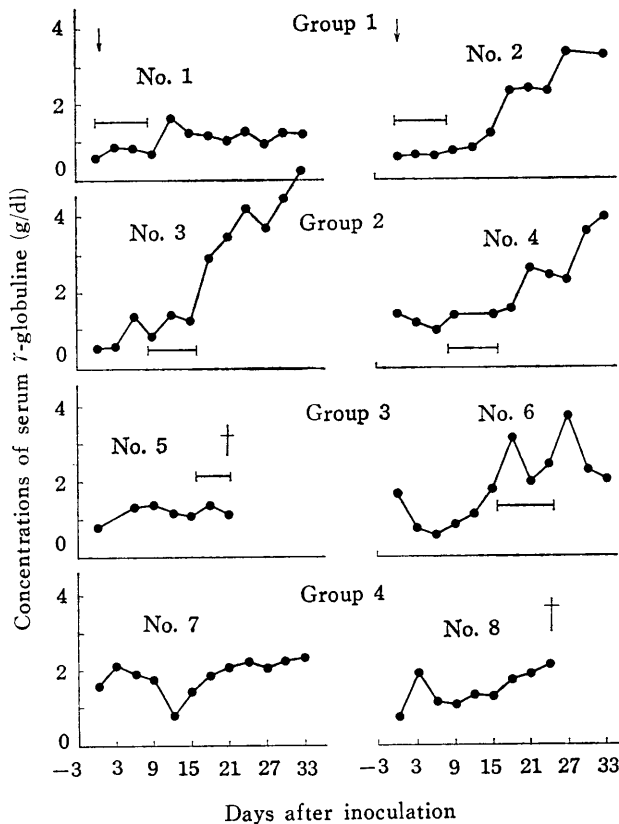 Group 1
No. 1
No. 2
4
2
0
Group 2
No. 3
No. 4
4
2
0
Group 3
No. 5
No. 6
4
2
0
Group 4
No. 7
No. 8
4
2
0
−3 3 9 15 21 27 33 −3 3 9 15 21 27 33
Days after inoculation
Concentrations of serum γ-globuline (g/dl)